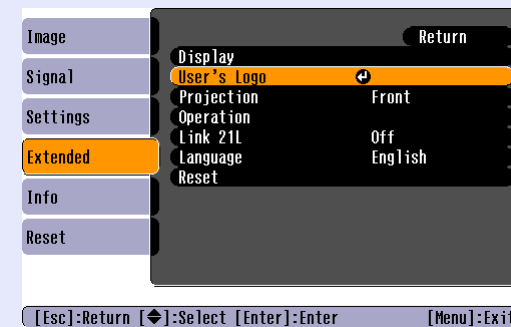 Image
Signal
Settings
Extended
Info
Reset
Return
Display
User's Logo
Projection Front
Operation
Link 21L Off
Language English
Reset
[Esc]:Return [◆]:Select [Enter]:Enter [Menu]:Exit